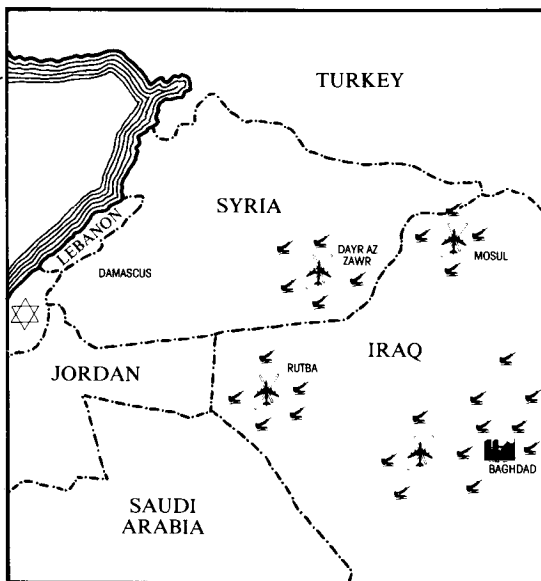 TURKEY
SYRIA
LEBANON
DAYR AZ
ZAWR
MOSUL
DAMASCUS
IRAQ
JORDAN
RUTBA
BAGHDAD
SAUDI
ARABIA